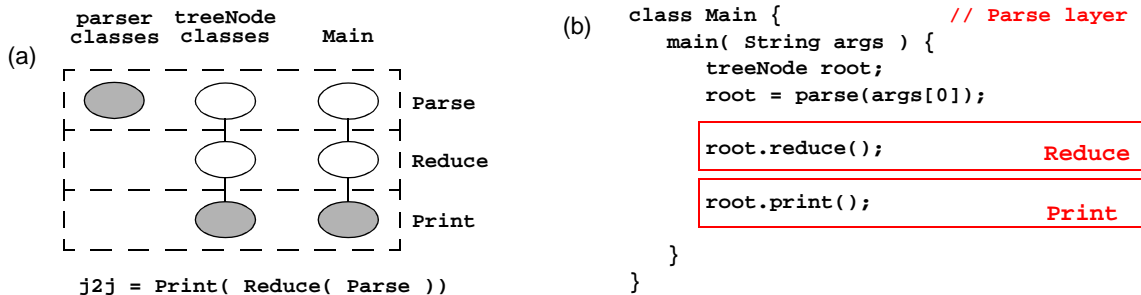 (a)
parser classes
treeNode classes
Main
Parse
Reduce
Print
j2j = Print( Reduce( Parse ))
(b)
class Main { // Parse layer
main( String args ) {
treeNode root;
root = parse(args[0]);
root.reduce(); Reduce
root.print(); Print
}
}